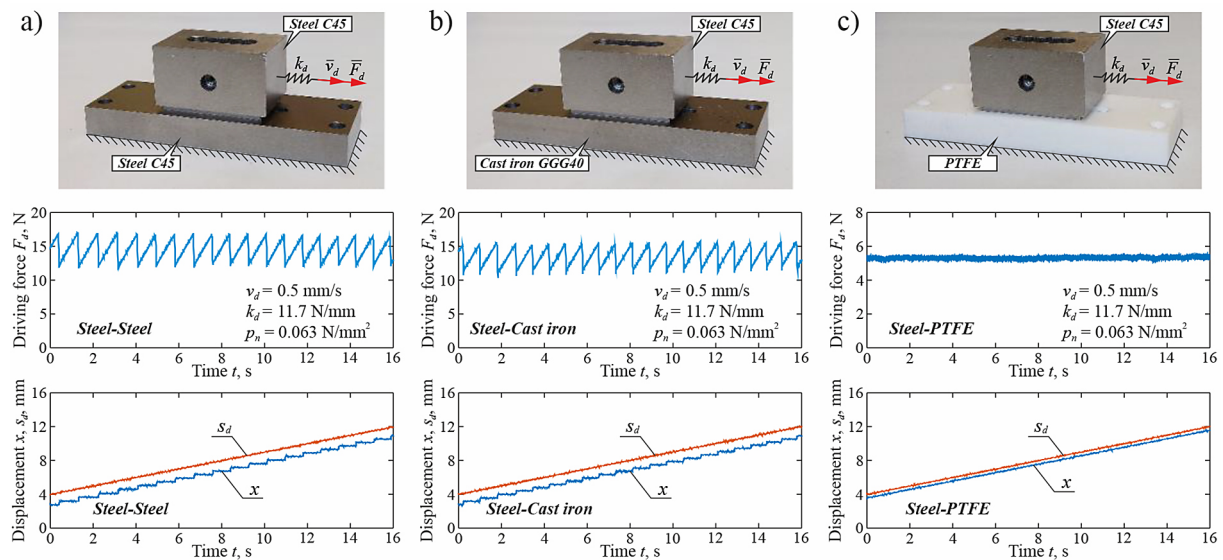 a)
Steel C45
k_d
v̄_d
F̄_d
Steel C45
b)
Steel C45
k_d
v̄_d
F̄_d
Cast iron GGG40
c)
Steel C45
k_d
v̄_d
F̄_d
PTFE
Driving force F_d, N
20
15
10
5
0
v_d = 0.5 mm/s
k_d = 11.7 N/mm
p_n = 0.063 N/mm²
Steel-Steel
0 2 4 6 8 10 12 14 16
Time t, s
Driving force F_d, N
20
15
10
5
0
v_d = 0.5 mm/s
k_d = 11.7 N/mm
p_n = 0.063 N/mm²
Steel-Cast iron
0 2 4 6 8 10 12 14 16
Time t, s
Driving force F_d, N
8
6
4
2
0
v_d = 0.5 mm/s
k_d = 11.7 N/mm
p_n = 0.063 N/mm²
Steel-PTFE
0 2 4 6 8 10 12 14 16
Time t, s
Displacement x, s_d, mm
16
12
8
4
0
s_d
x
Steel-Steel
0 2 4 6 8 10 12 14 16
Time t, s
Displacement x, s_d, mm
16
12
8
4
0
s_d
x
Steel-Cast iron
0 2 4 6 8 10 12 14 16
Time t, s
Displacement x, s_d, mm
16
12
8
4
0
s_d
x
Steel-PTFE
0 2 4 6 8 10 12 14 16
Time t, s